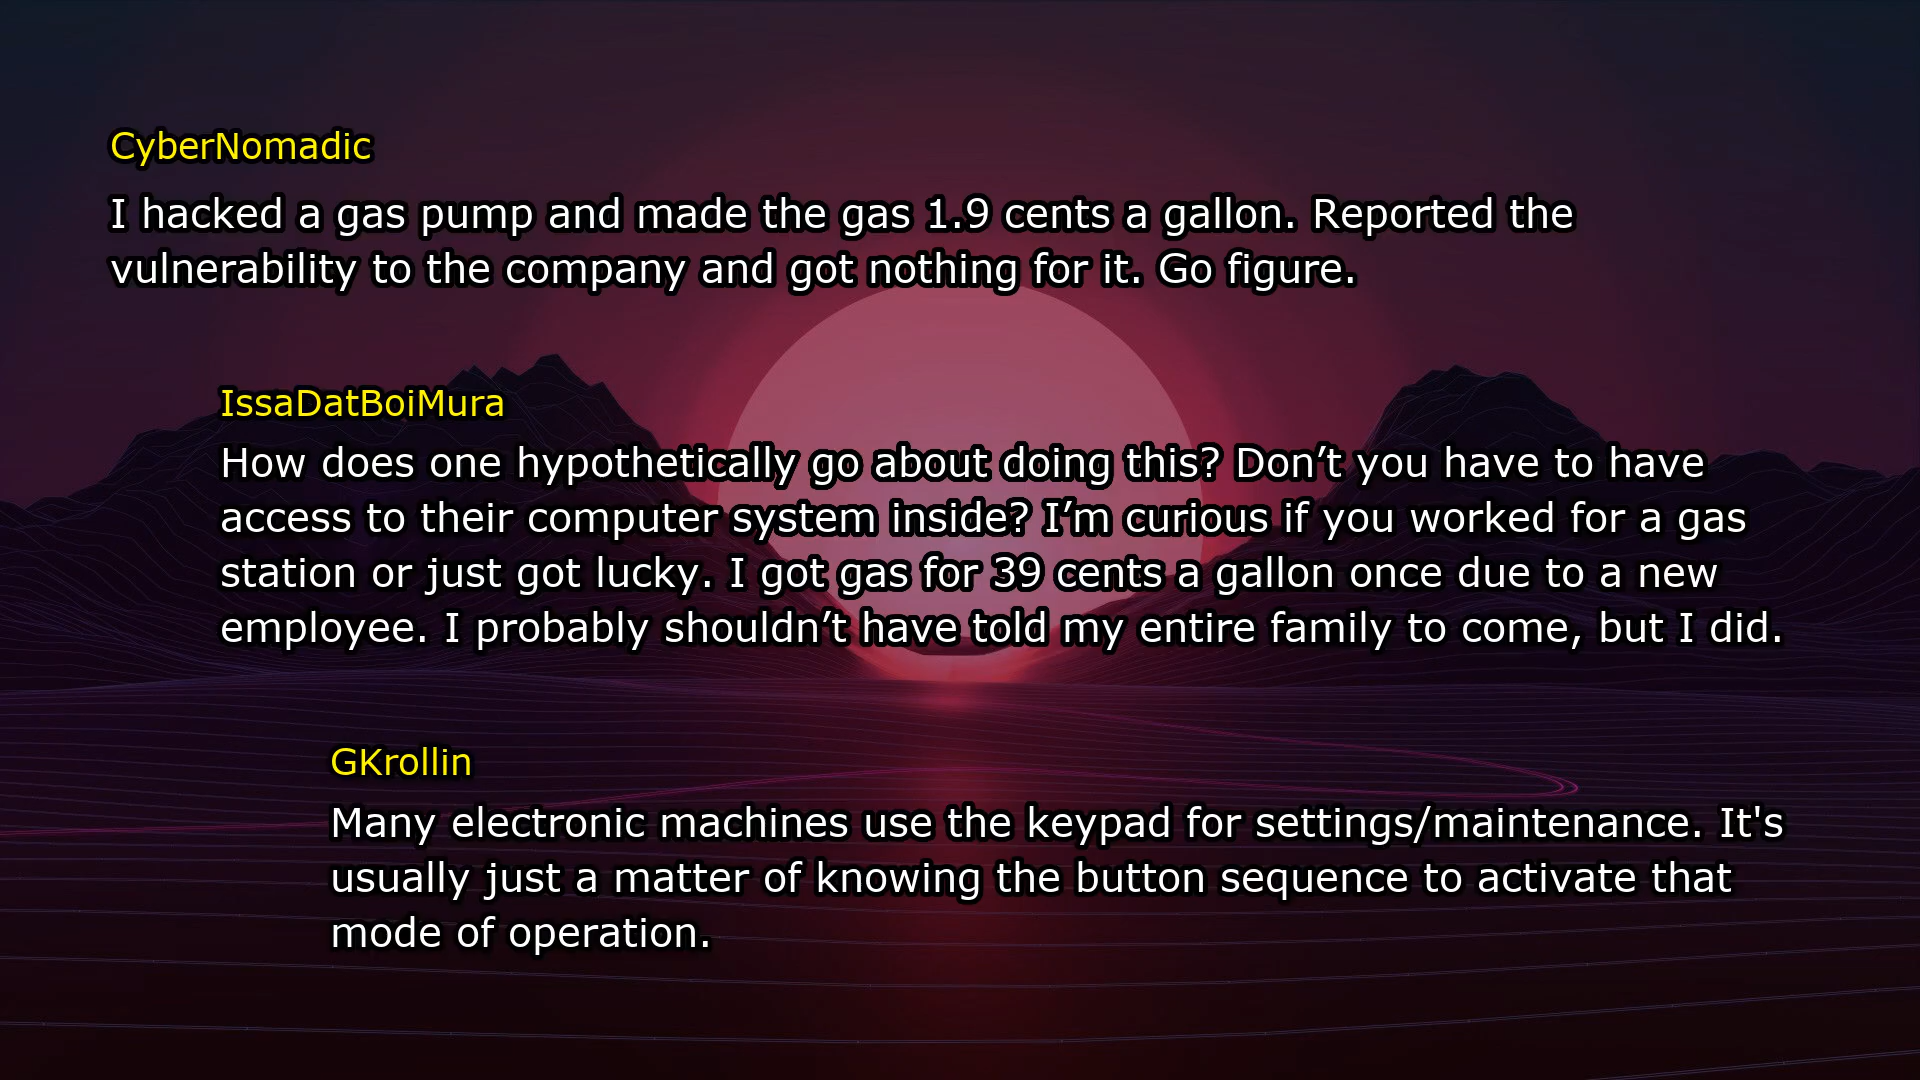 CyberNomadic
I hacked a gas pump and made the gas 1.9 cents a gallon. Reported the
vulnerability to the company and got nothing for it. Go figure.
IssaDatBoiMura
How does one hypothetically go about doing this? Don’t you have to have
access to their computer system inside? I’m curious if you worked for a gas
station or just got lucky. I got gas for 39 cents a gallon once due to a new
employee. I probably shouldn’t have told my entire family to come, but I did.
GKrollin
Many electronic machines use the keypad for settings/maintenance. It's
usually just a matter of knowing the button sequence to activate that
mode of operation.